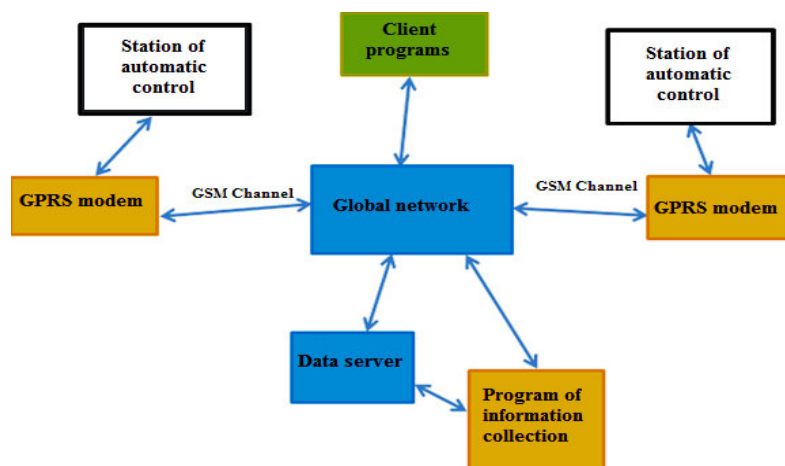 Station of
automatic
control
Client
programs
Station of
automatic
control
GPRS modem
GSM Channel
Global network
GSM Channel
GPRS modem
Data server
Program of
information
collection